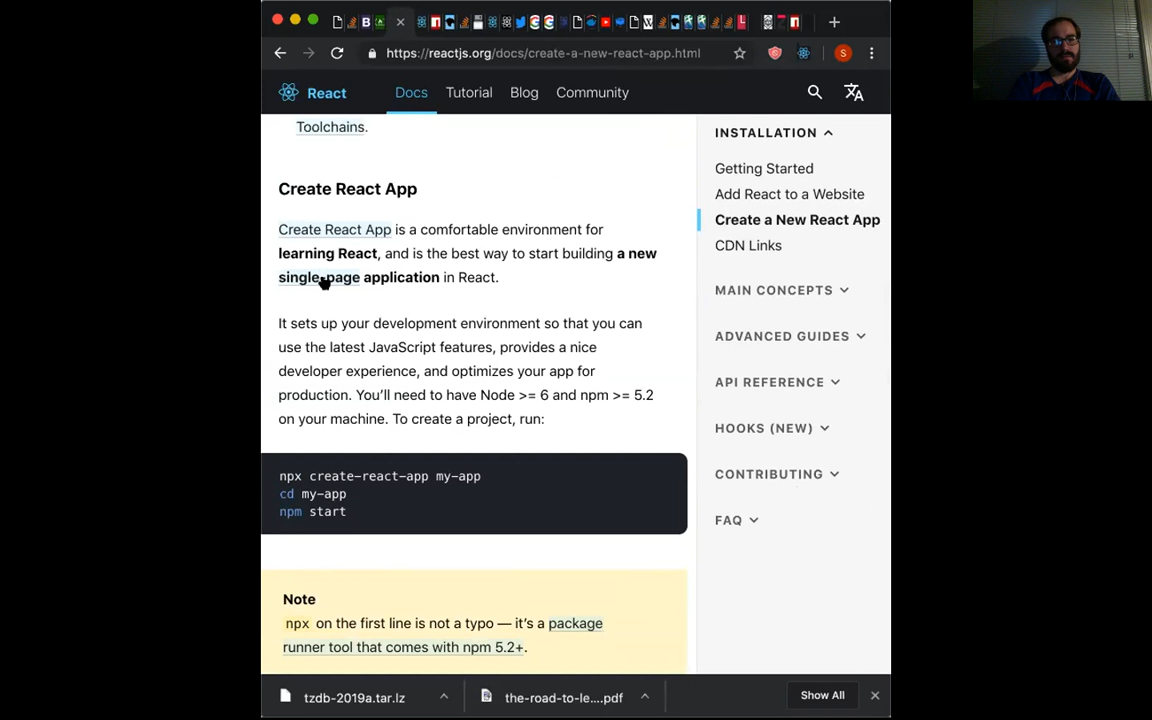 https://reactjs.org/docs/create-a-new-react-app.html
S
React
Docs
Tutorial
Blog
Community
Toolchains.
Create React App
Create React App is a comfortable environment for
learning React, and is the best way to start building a new
single-page application in React.
It sets up your development environment so that you can
use the latest JavaScript features, provides a nice
developer experience, and optimizes your app for
production. You’ll need to have Node >= 6 and npm >= 5.2
on your machine. To create a project, run:
npx create-react-app my-app
cd my-app
npm start
Note
npx on the first line is not a typo — it’s a package
runner tool that comes with npm 5.2+.
INSTALLATION
Getting Started
Add React to a Website
Create a New React App
CDN Links
MAIN CONCEPTS
ADVANCED GUIDES
API REFERENCE
HOOKS (NEW)
CONTRIBUTING
FAQ
tzdb-2019a.tar.lz
the-road-to-le....pdf
Show All